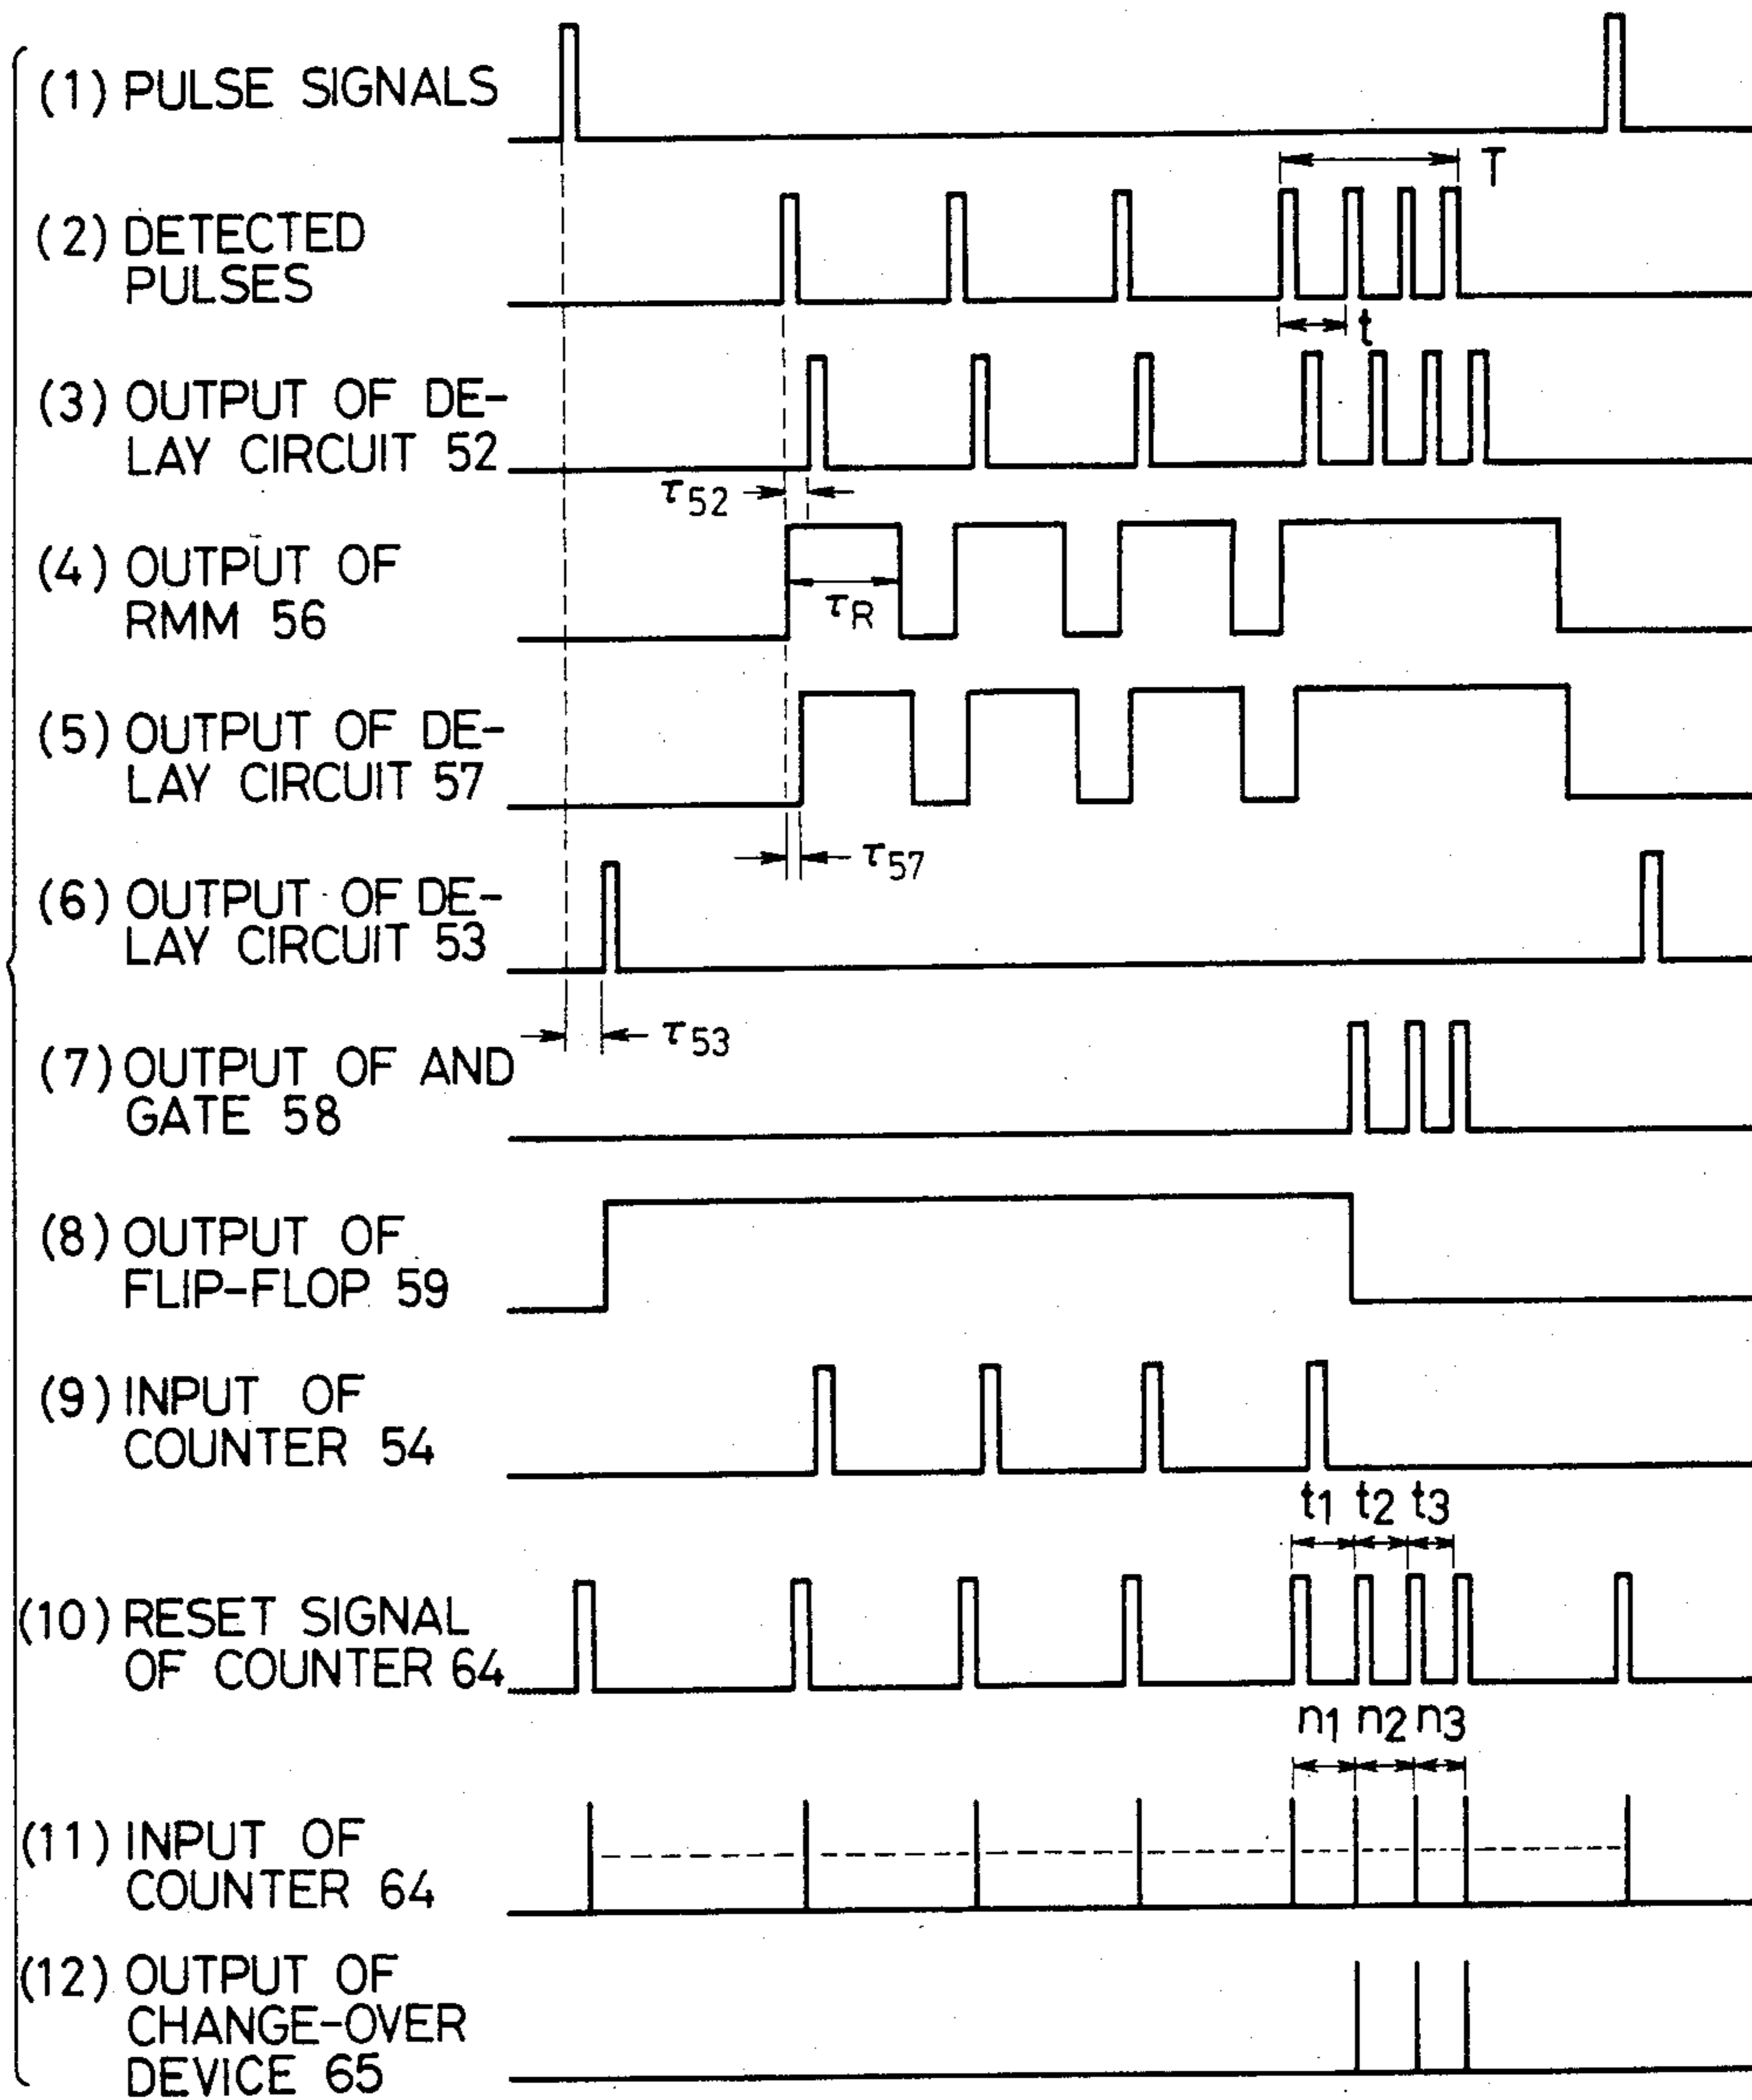 (1) PULSE SIGNALS
T
(2) DETECTED
PULSES
t
(3) OUTPUT OF DE-
LAY CIRCUIT 52
τ52
(4) OUTPUT OF
RMM 56
τR
(5) OUTPUT OF DE-
LAY CIRCUIT 57
τ57
(6) OUTPUT OF DE-
LAY CIRCUIT 53
τ53
(7) OUTPUT OF AND
GATE 58
(8) OUTPUT OF
FLIP-FLOP 59
(9) INPUT OF
COUNTER 54
t1 t2 t3
(10) RESET SIGNAL
OF COUNTER 64
n1 n2 n3
(11) INPUT OF
COUNTER 64
(12) OUTPUT OF
CHANGE-OVER
DEVICE 65